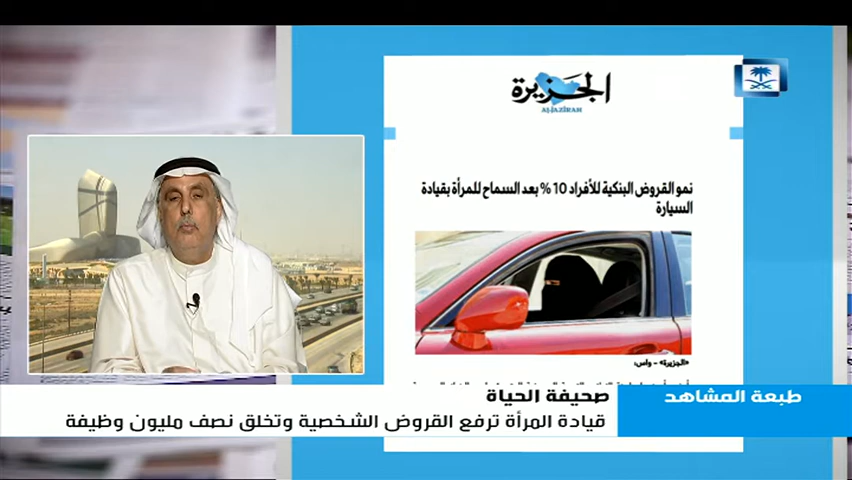 الجزيرة
AL-JAZIRAH
نمو القروض البنكية للأفراد 10 % بعد السماح للمرأة بقيادة
السيارة
«الجزيرة» - واس:
طبعة المشاهد
صحيفة الحياة
قيادة المرأة ترفع القروض الشخصية وتخلق نصف مليون وظيفة